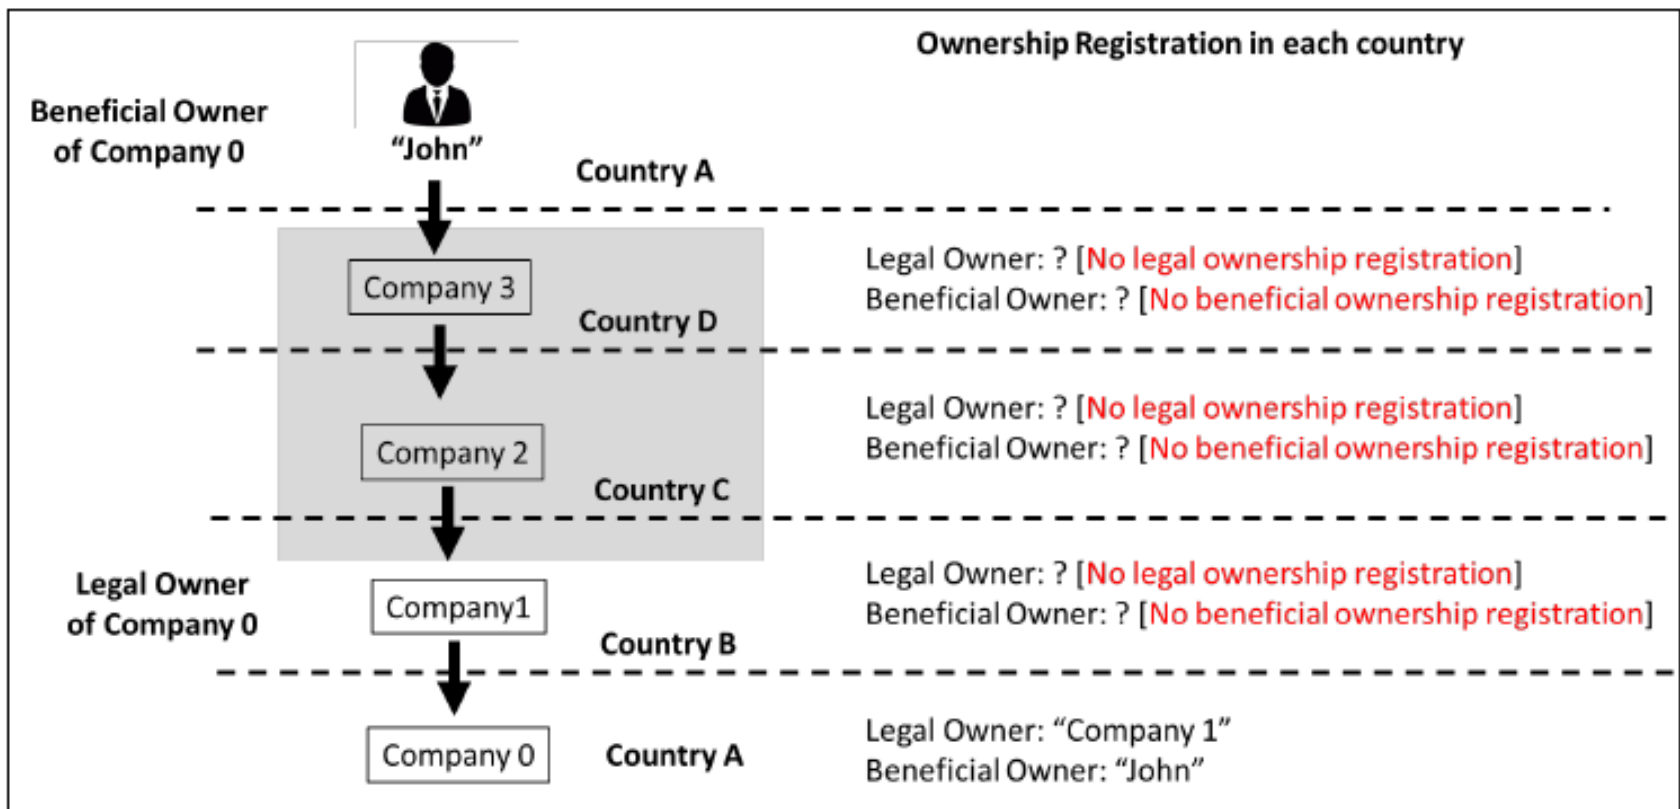 Ownership Registration in each country
Beneficial Owner
of Company 0
“John”
Country A
Legal Owner: ? [No legal ownership registration]
Beneficial Owner: ? [No beneficial ownership registration]
Company 3
Country D
Legal Owner: ? [No legal ownership registration]
Beneficial Owner: ? [No beneficial ownership registration]
Company 2
Country C
Legal Owner: ? [No legal ownership registration]
Beneficial Owner: ? [No beneficial ownership registration]
Legal Owner
of Company 0
Company1
Country B
Company 0
Country A
Legal Owner: “Company 1”
Beneficial Owner: “John”